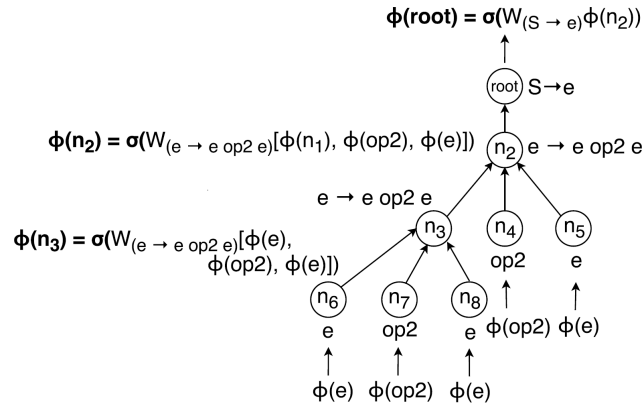 ϕ(root) = σ(W(S → e)ϕ(n2))
root S→e
ϕ(n2) = σ(W(e → e op2 e)[ϕ(n1), ϕ(op2), ϕ(e)]) n2 e → e op2 e
e → e op2 e
ϕ(n3) = σ(W(e → e op2 e)[ϕ(e), n3 n4 n5
ϕ(op2), ϕ(e)]) op2 e
n6 n7 n8
e op2 e ϕ(op2) ϕ(e)
ϕ(e) ϕ(op2) ϕ(e)